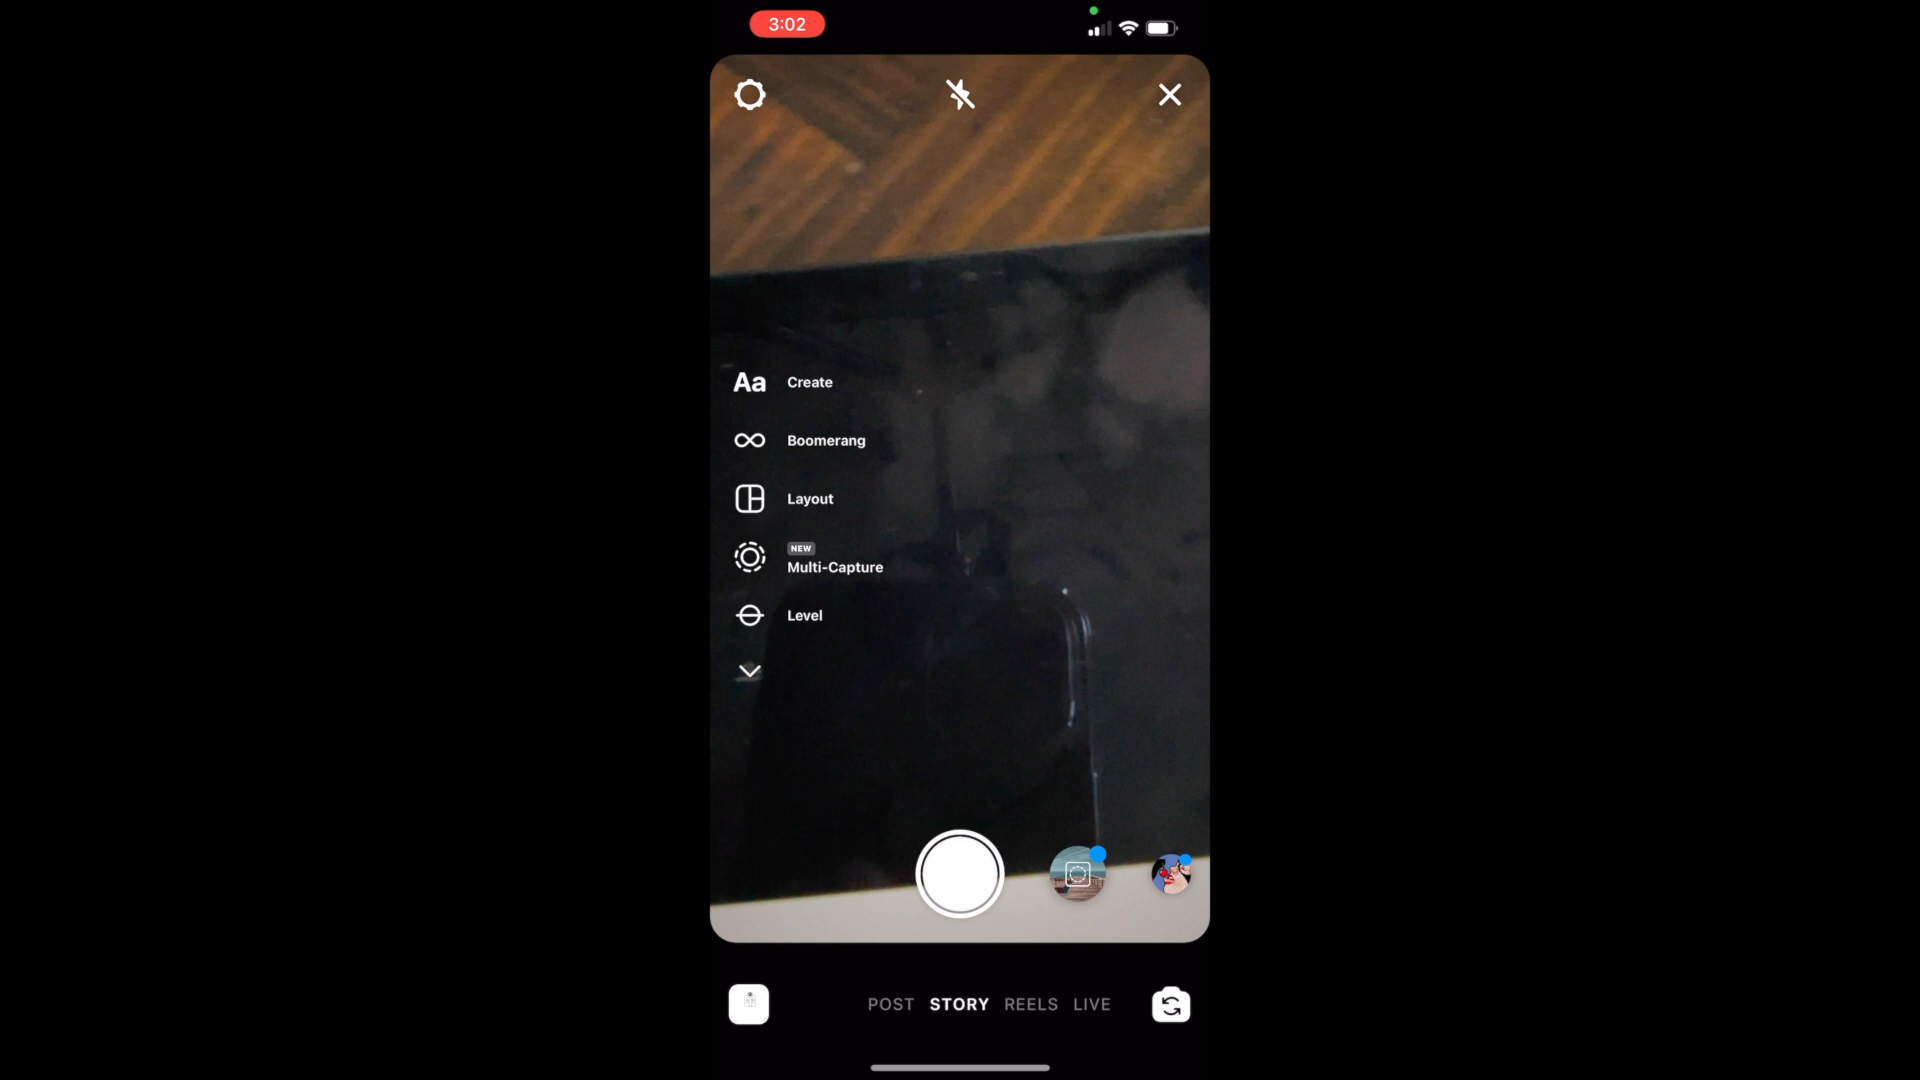 3:02
Aa Create
Boomerang
Layout
NEW
Multi-Capture
Level
POST STORY REELS LIVE